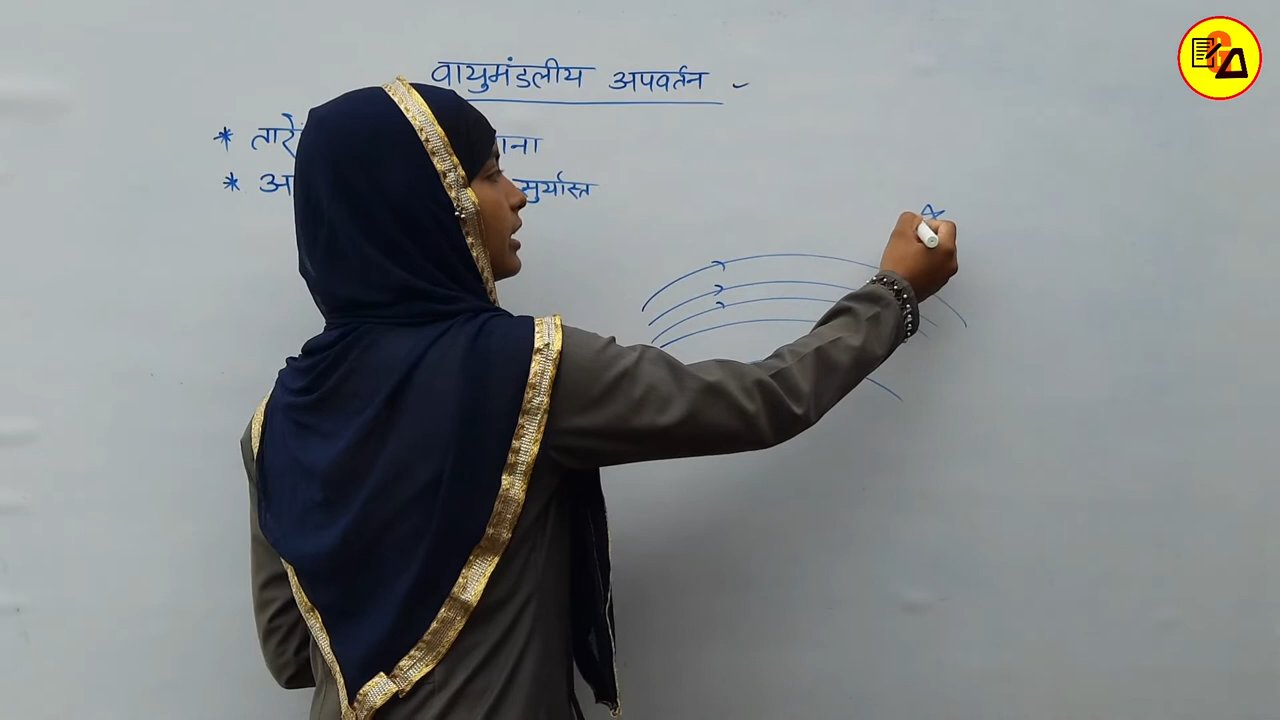 वायुमंडलीय अपवर्तन -
* तारें
* सुर्यास्त